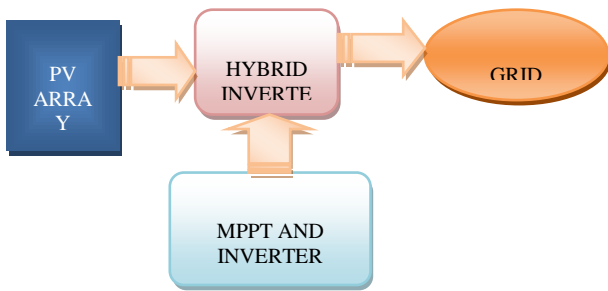 PV
ARRA
Y
HYBRID
INVERTE
GRID
MPPT AND
INVERTER